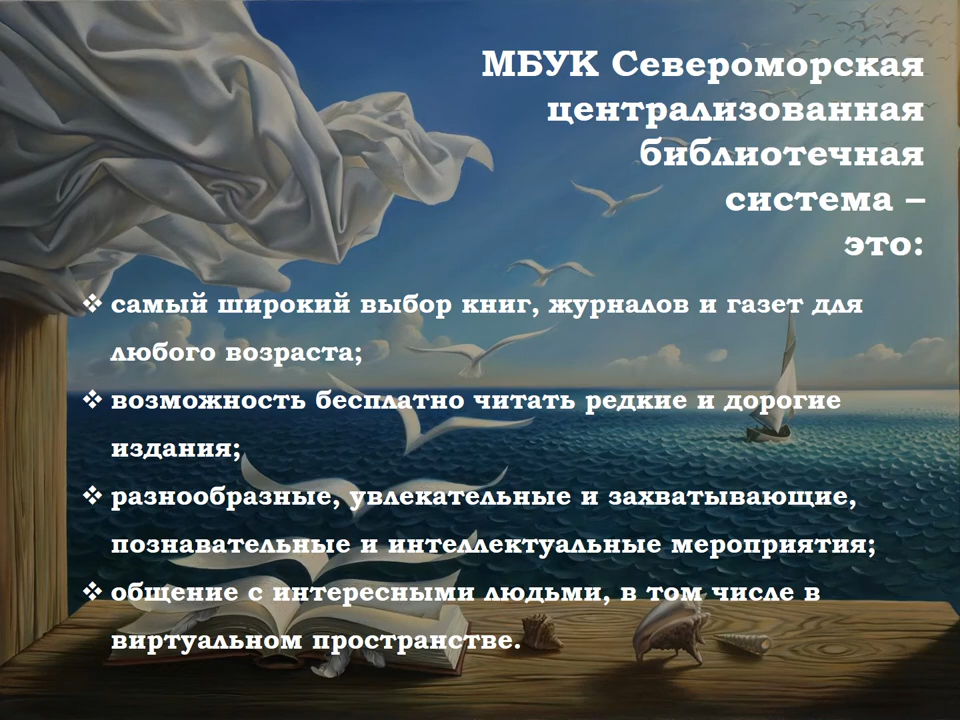 МБУК Североморская
централизованная
библиотечная
система –
это:
❖ самый широкий выбор книг, журналов и газет для
любого возраста;
❖ возможность бесплатно читать редкие и дорогие
издания;
❖ разнообразные, увлекательные и захватывающие,
познавательные и интеллектуальные мероприятия;
❖ общение с интересными людьми, в том числе в
виртуальном пространстве.